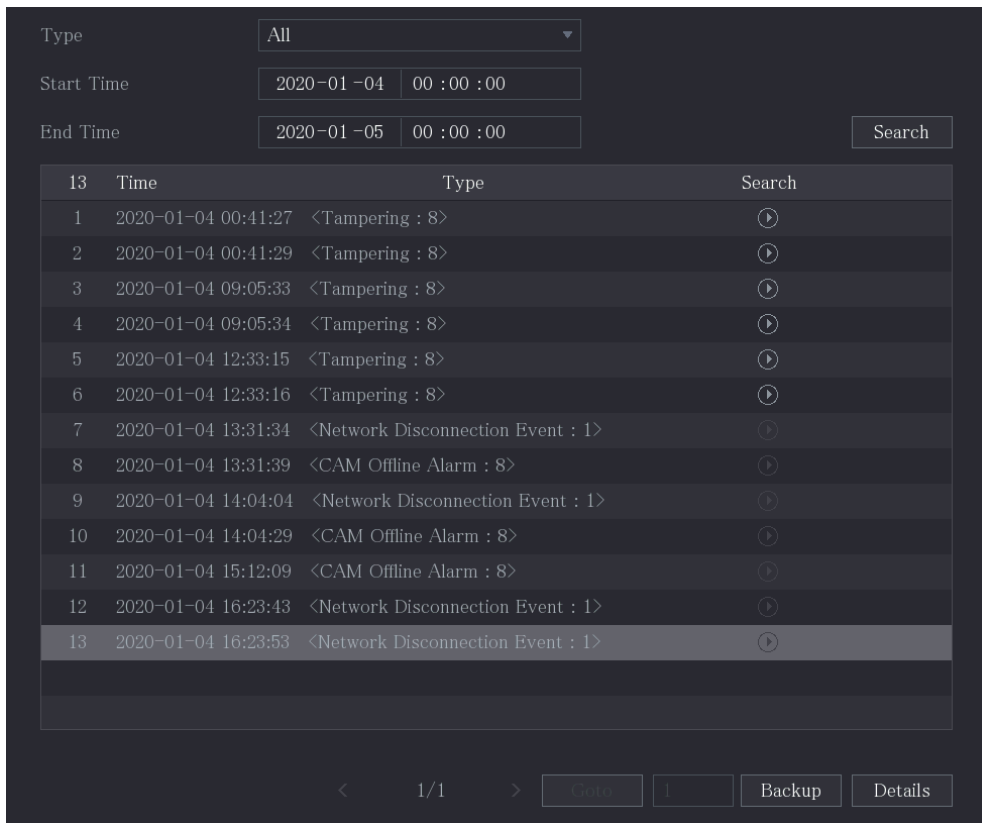 Type All
Start Time 2020-01-04 00:00:00
End Time 2020-01-05 00:00:00 Search
13 Time Type Search
1 2020-01-04 00:41:27 <Tampering : 8>
2 2020-01-04 00:41:29 <Tampering : 8>
3 2020-01-04 09:05:33 <Tampering : 8>
4 2020-01-04 09:05:34 <Tampering : 8>
5 2020-01-04 12:33:15 <Tampering : 8>
6 2020-01-04 12:33:16 <Tampering : 8>
7 2020-01-04 13:31:34 <Network Disconnection Event : 1>
8 2020-01-04 13:31:39 <CAM Offline Alarm : 8>
9 2020-01-04 14:04:04 <Network Disconnection Event : 1>
10 2020-01-04 14:04:29 <CAM Offline Alarm : 8>
11 2020-01-04 15:12:09 <CAM Offline Alarm : 8>
12 2020-01-04 16:23:43 <Network Disconnection Event : 1>
13 2020-01-04 16:23:53 <Network Disconnection Event : 1>
< 1/1 > Goto 1 Backup Details